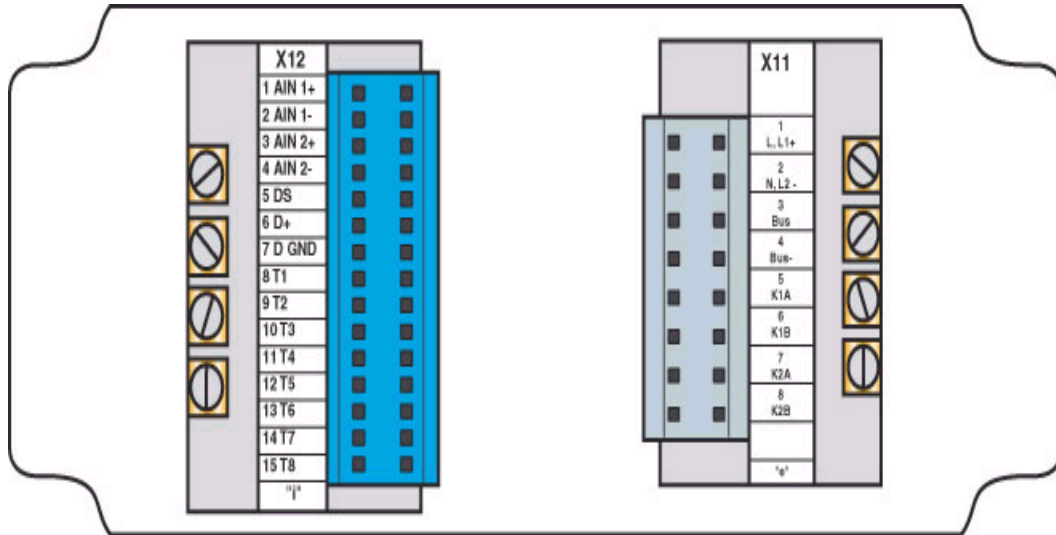 X12
1 AIN 1+
2 AIN 1-
3 AIN 2+
4 AIN 2-
5 DS
6 D+
7 D GND
8 T1
9 T2
10 T3
11 T4
12 T5
13 T6
14 T7
15 T8
"i"
X11
1
L, L1+
2
N, L2 -
3
Bus
4
Bus-
5
K1A
6
K1B
7
K2A
8
K2B
'e'